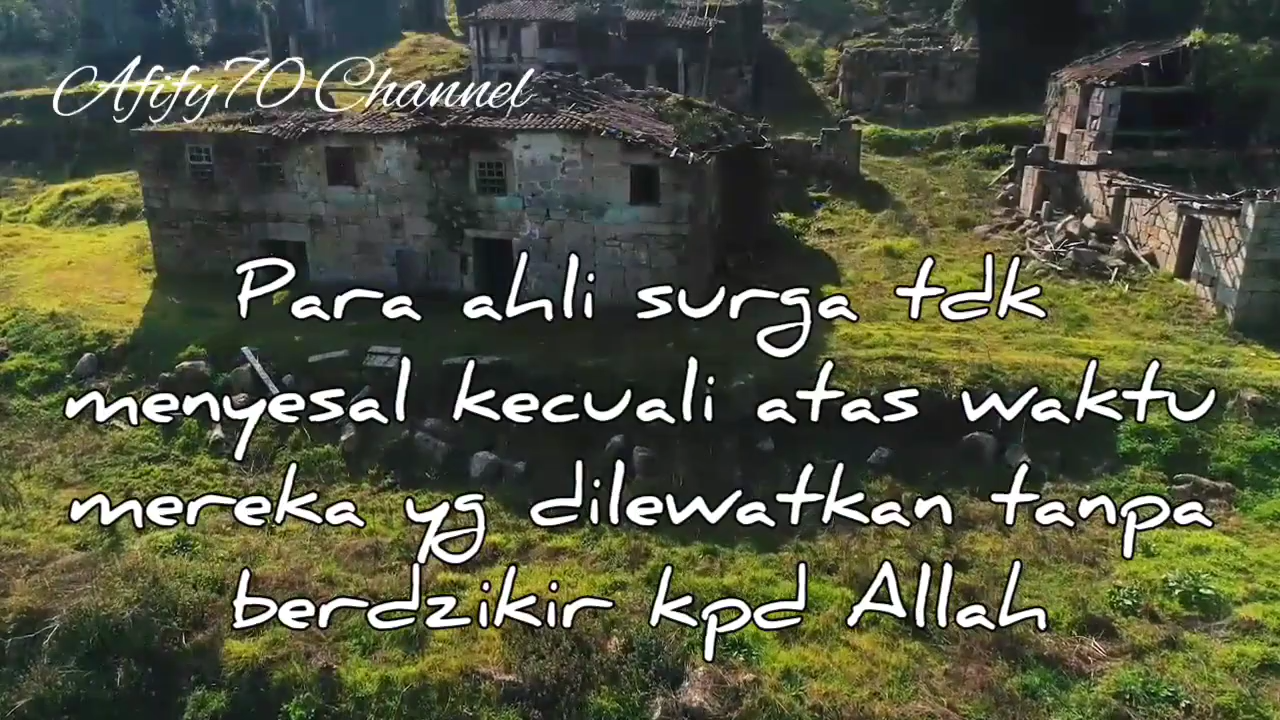 Afify70 Channel
Para ahli surga tdk
menyesal kecuali atas waktu
mereka yg dilewatkan tanpa
berdzikir kpd Allah